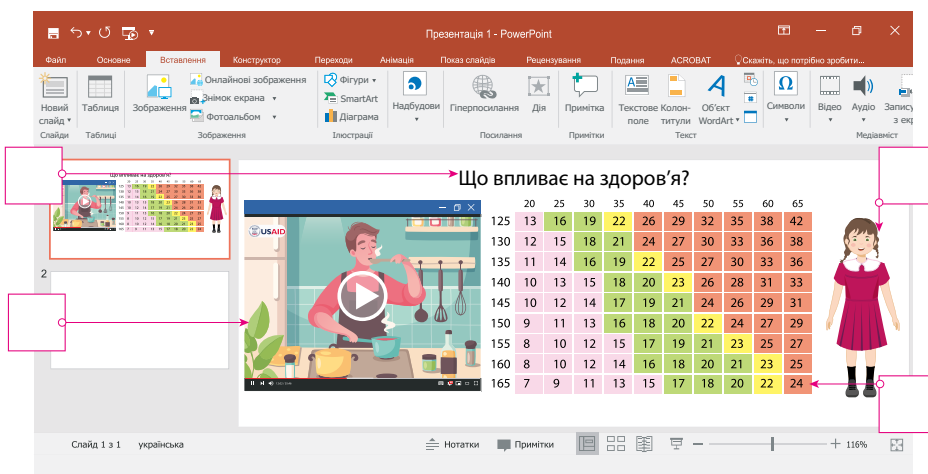 Презентація 1 - PowerPoint
Файл Основне Вставлення Конструктор Переходи Анімація Показ слайдів Рецензування Подання ACROBAT Скажіть, що потрібно зробити...
Новий слайд
Таблиця
Зображення
Онлайнові зображення
Знімок екрана
Фотоальбом
Фігури
SmartArt
Діаграма
Надбудови
Гіперпосилання
Дія
Примітка
Текстове поле
Колон-титули
Об'єкт WordArt
Символи
Відео
Аудіо
Запису
з екр
Слайди Таблиці Зображення Ілюстрації Посилання Примітки Текст Медіавміст
Що впливає на здоров'я?
2
Що впливає на здоров'я?
USAID
20 25 30 35 40 45 50 55 60 65
125 13 16 19 22 26 29 32 35 38 42
130 12 15 18 21 24 27 30 33 36 38
135 11 14 16 19 22 25 27 30 33 36
140 10 13 15 18 20 23 26 28 31 33
145 10 12 14 17 19 21 24 26 29 31
150 9 11 13 16 18 20 22 24 27 29
155 8 10 12 15 17 19 21 23 25 27
160 8 10 12 14 16 18 20 21 23 25
165 7 9 11 13 15 17 18 20 22 24
Слайд 1 з 1 українська Нотатки Примітки 116%